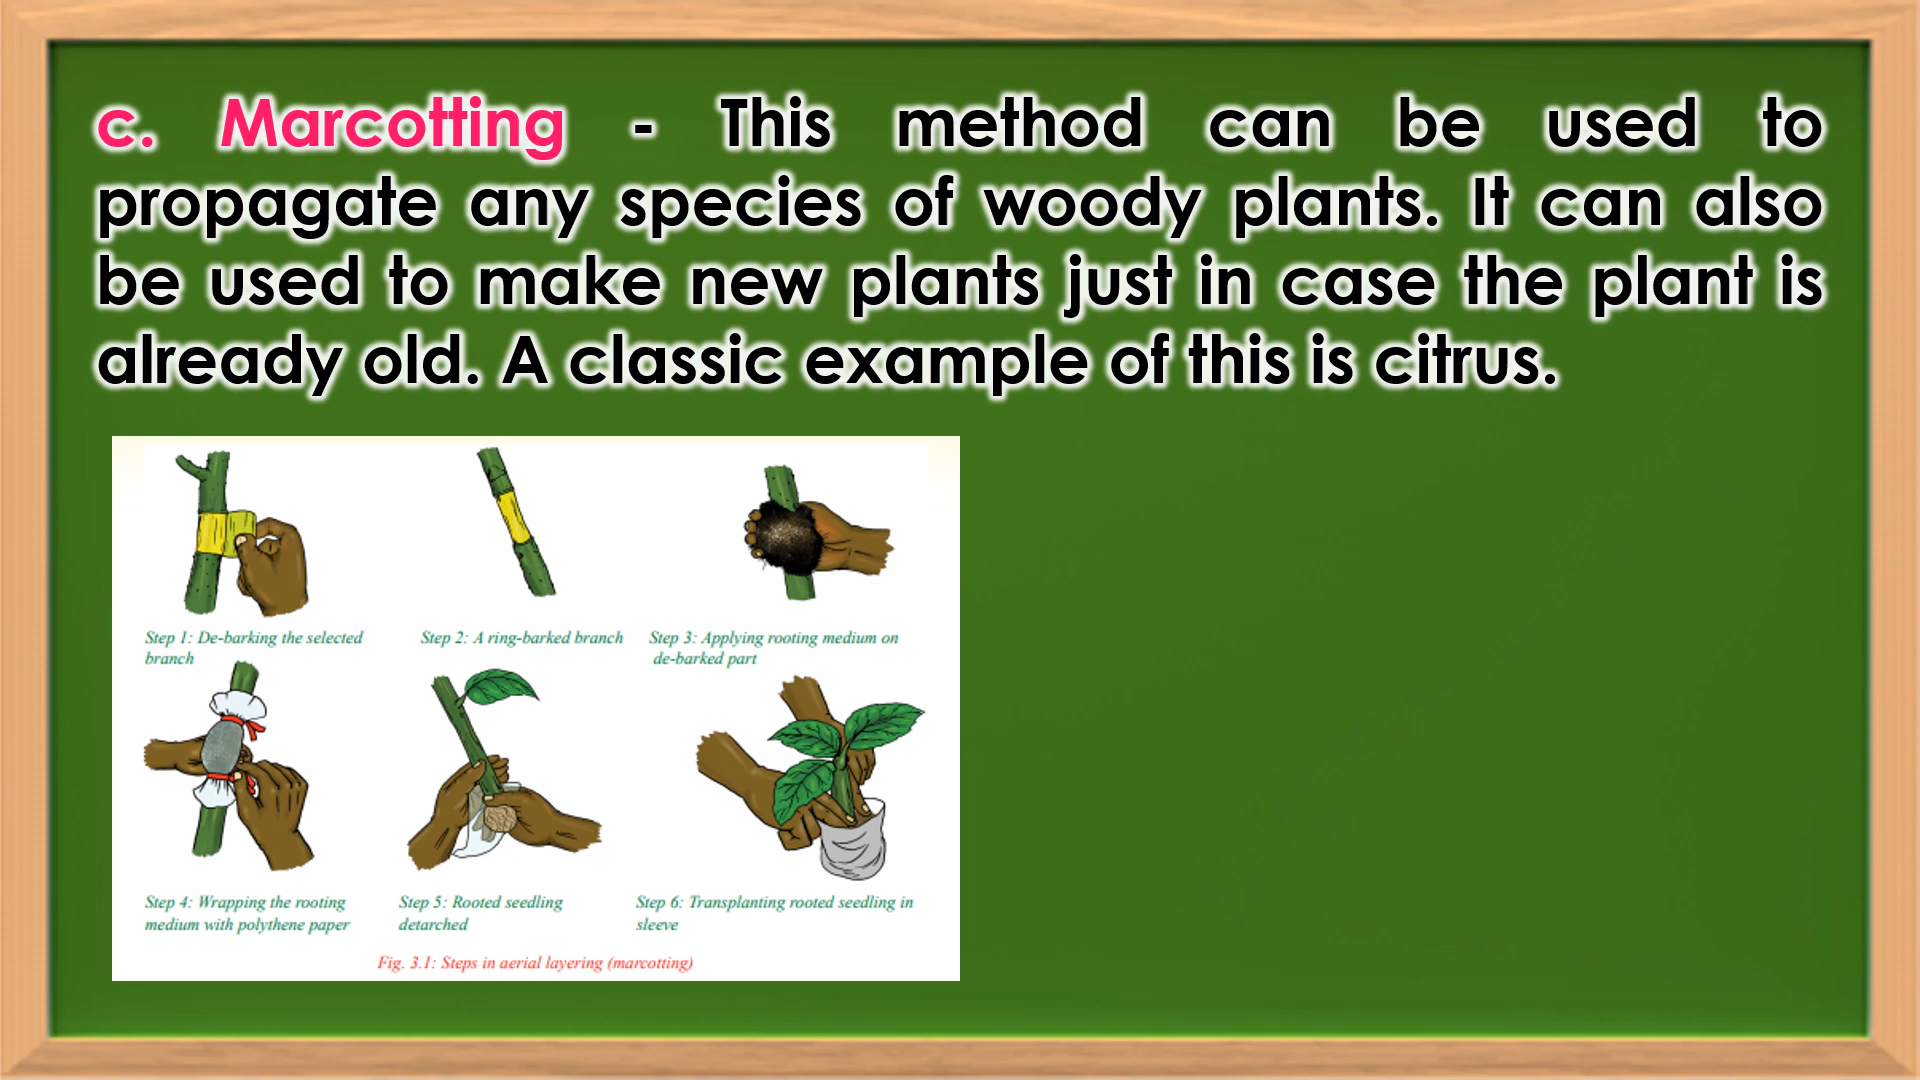 c. Marcotting - This method can be used to
propagate any species of woody plants. It can also
be used to make new plants just in case the plant is
already old. A classic example of this is citrus.
Step 1: De-barking the selected
branch
Step 2: A ring-barked branch
Step 3: Applying rooting medium on
de-barked part
Step 4: Wrapping the rooting
medium with polythene paper
Step 5: Rooted seedling
detarched
Step 6: Transplanting rooted seedling in
sleeve
Fig. 3.1: Steps in aerial layering (marcotting)